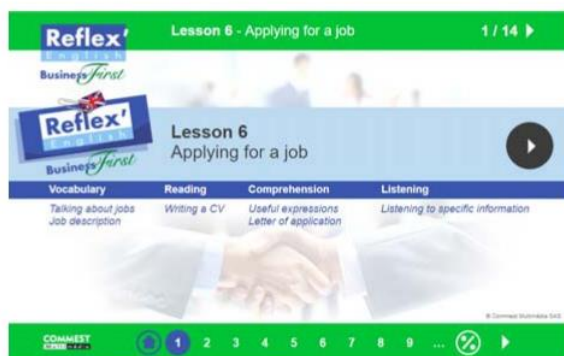 Reflex'
English
Business First
Lesson 6 - Applying for a job
1 / 14
Reflex'
English
Business First
Lesson 6
Applying for a job
Vocabulary Reading Comprehension Listening
Talking about jobs Writing a CV Useful expressions Listening to specific information
Job description Letter of application
© Commest Multimédia SAS
COMMEST
MULTIMEDIA
1 2 3 4 5 6 7 8 9 ... %